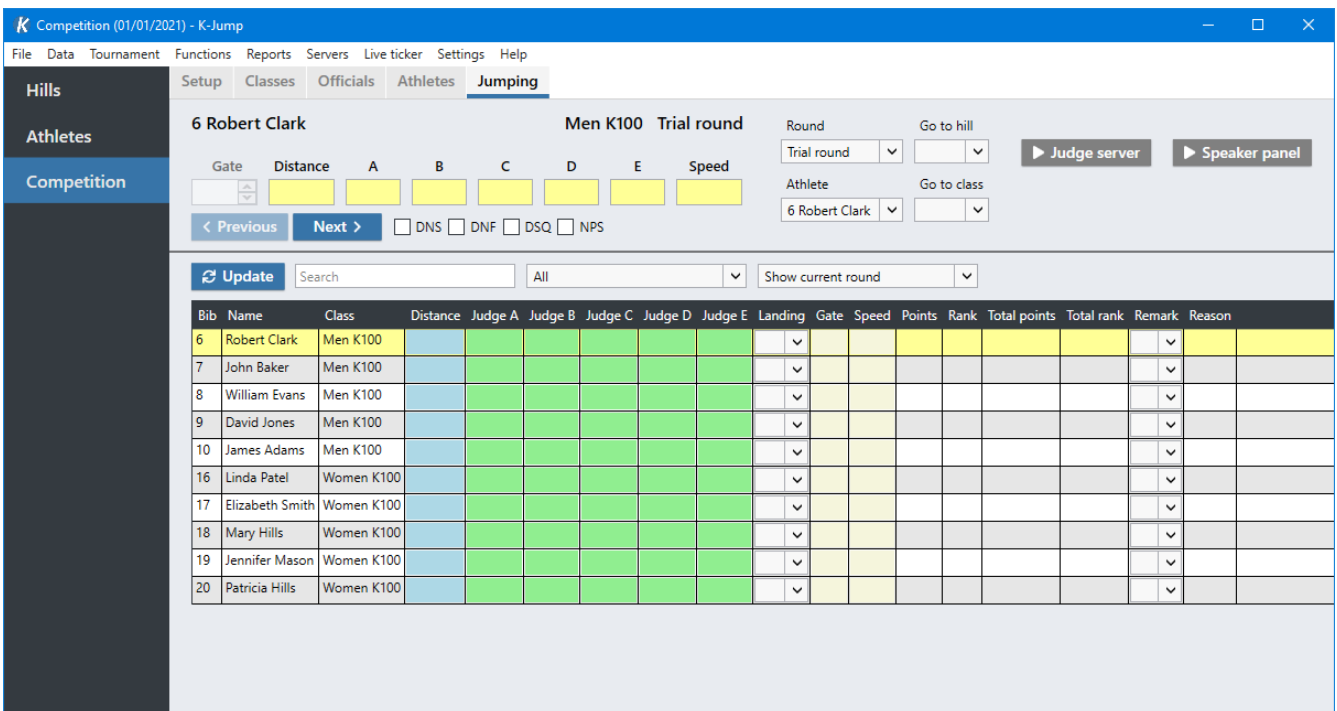 K Competition (01/01/2021) - K-Jump
File Data Tournament Functions Reports Servers Live ticker Settings Help
Hills
Athletes
Competition
Setup Classes Officials Athletes Jumping
6 Robert Clark Men K100 Trial round
Round Go to hill
Trial round
Judge server Speaker panel
Gate Distance A B C D E Speed
Athlete Go to class
6 Robert Clark
< Previous Next > DNS DNF DSQ NPS
Update Search All Show current round
Bib Name Class Distance Judge A Judge B Judge C Judge D Judge E Landing Gate Speed Points Rank Total points Total rank Remark Reason
6 Robert Clark Men K100
7 John Baker Men K100
8 William Evans Men K100
9 David Jones Men K100
10 James Adams Men K100
16 Linda Patel Women K100
17 Elizabeth Smith Women K100
18 Mary Hills Women K100
19 Jennifer Mason Women K100
20 Patricia Hills Women K100